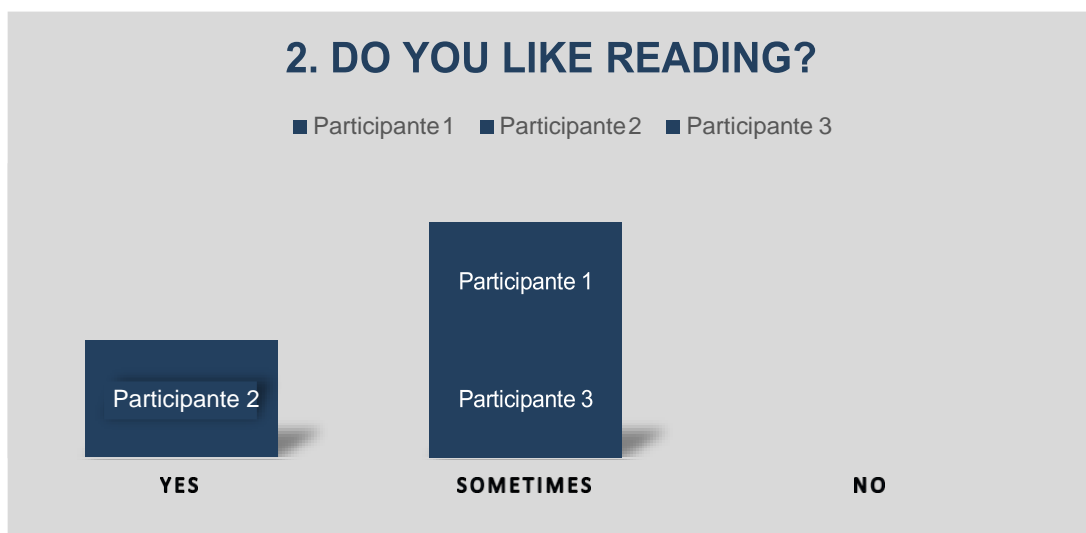 2. DO YOU LIKE READING?
Participante 1 Participante 2 Participante 3
Participante 1
Participante 2 Participante 3
YES SOMETIMES NO